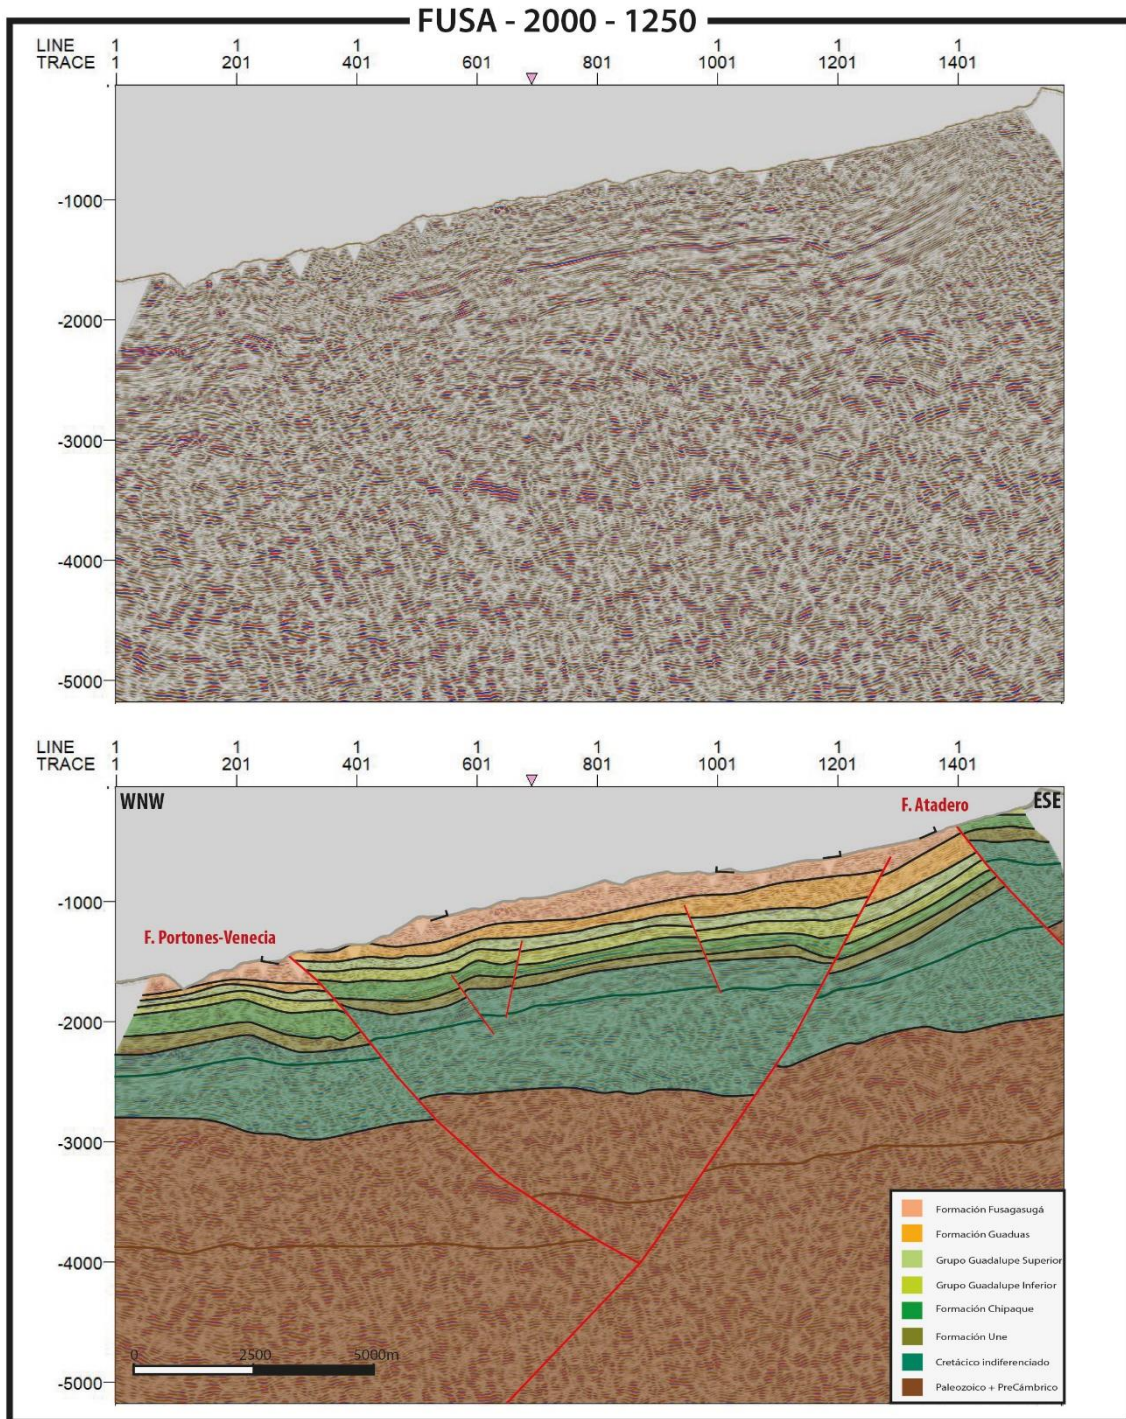 FUSA - 2000 - 1250
LINE 1 1 1 1 1 1 1 1
TRACE 1 201 401 601 801 1001 1201 1401
-1000
-2000
-3000
-4000
-5000
LINE 1 1 1 1 1 1 1 1
TRACE 1 201 401 601 801 1001 1201 1401
WNW
F. Atadero
ESE
-1000
F. Portones-Venecia
-2000
-3000
-4000
-5000
0 2500 5000m
Formación Fusagasugá
Formación Guaduas
Grupo Guadalupe Superior
Grupo Guadalupe Inferior
Formación Chipaque
Formación Une
Cretácico indiferenciado
Paleozoico + PreCámbrico